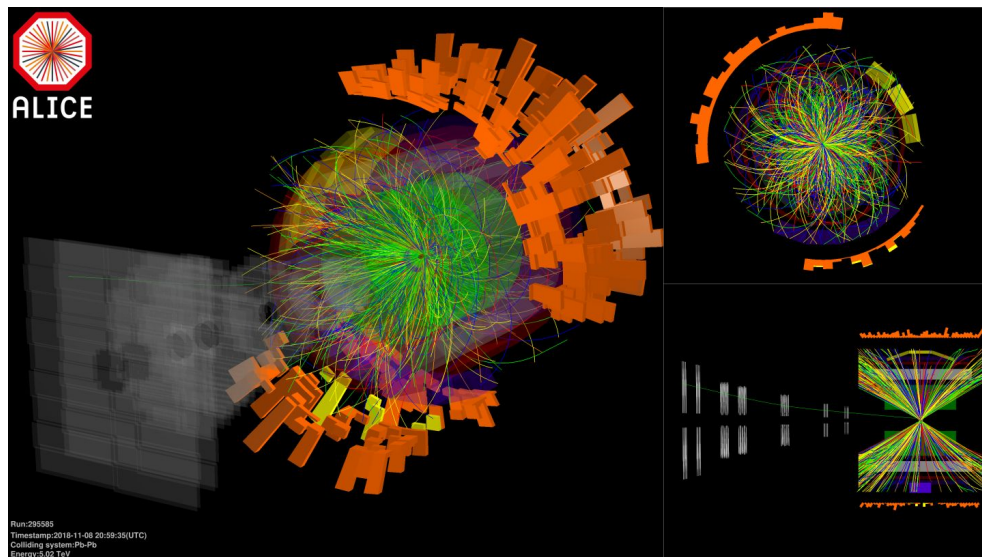 ALICE
Run:295585
Timestamp:2018-11-08 20:59:35(UTC)
Colliding system:Pb-Pb
Energy:5.02 TeV